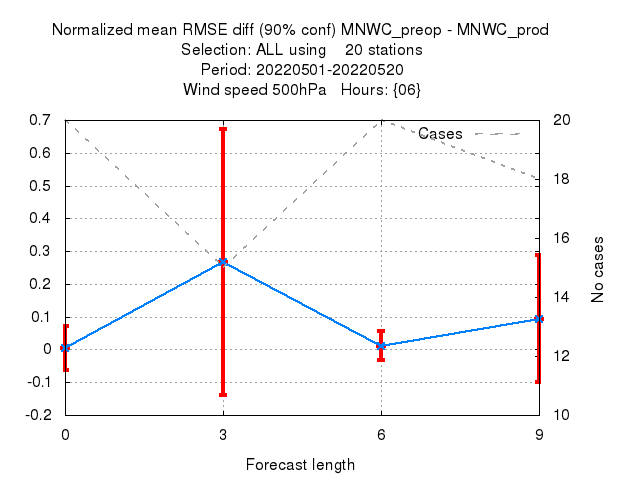 Normalized mean RMSE diff (90% conf) MNWC_preop - MNWC_prod
Selection: ALL using 20 stations
Period: 20220501-20220520
Wind speed 500hPa Hours: {06}
Cases
0.7
0.6
0.5
0.4
0.3
0.2
0.1
0
-0.1
-0.2
20
18
16
14
12
10
No cases
0 3 6 9
Forecast length